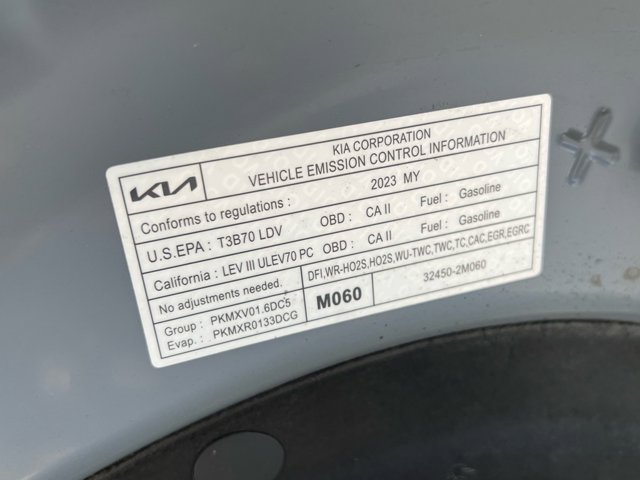 KIA CORPORATION
KIA VEHICLE EMISSION CONTROL INFORMATION
Conforms to regulations : 2023 MY
U.S.EPA : T3B70 LDV OBD : CA II Fuel : Gasoline
California : LEV III ULEV70 PC OBD : CA II Fuel : Gasoline
No adjustments needed. DFI,WR-HO2S,HO2S,WU-TWC,TWC,TC,CAC,EGR,EGRC
Group : PKMXV01.6DC5 M060 32450-2M060
Evap. : PKMXR0133DCG